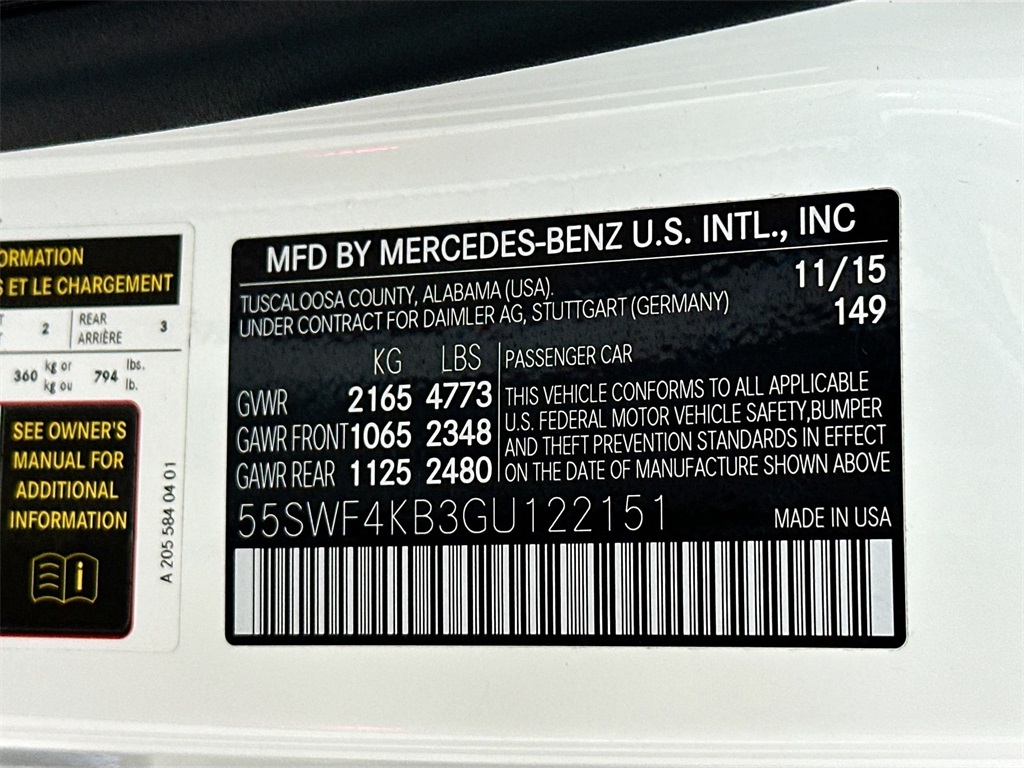 ORMATION
S ET LE CHARGEMENT
2
REAR
ARRIÈRE
3
360 kg or
kg ou
794 lbs.
lb.
SEE OWNER'S
MANUAL FOR
ADDITIONAL
INFORMATION
i
A 205 584 04 01
MFD BY MERCEDES-BENZ U.S. INTL., INC
TUSCALOOSA COUNTY, ALABAMA (USA).
11/15
UNDER CONTRACT FOR DAIMLER AG, STUTTGART (GERMANY)
149
KG LBS
PASSENGER CAR
GVWR 2165 4773
GAWR FRONT 1065 2348
GAWR REAR 1125 2480
THIS VEHICLE CONFORMS TO ALL APPLICABLE
U.S. FEDERAL MOTOR VEHICLE SAFETY,BUMPER
AND THEFT PREVENTION STANDARDS IN EFFECT
ON THE DATE OF MANUFACTURE SHOWN ABOVE
55SWF4KB3GU122151
MADE IN USA